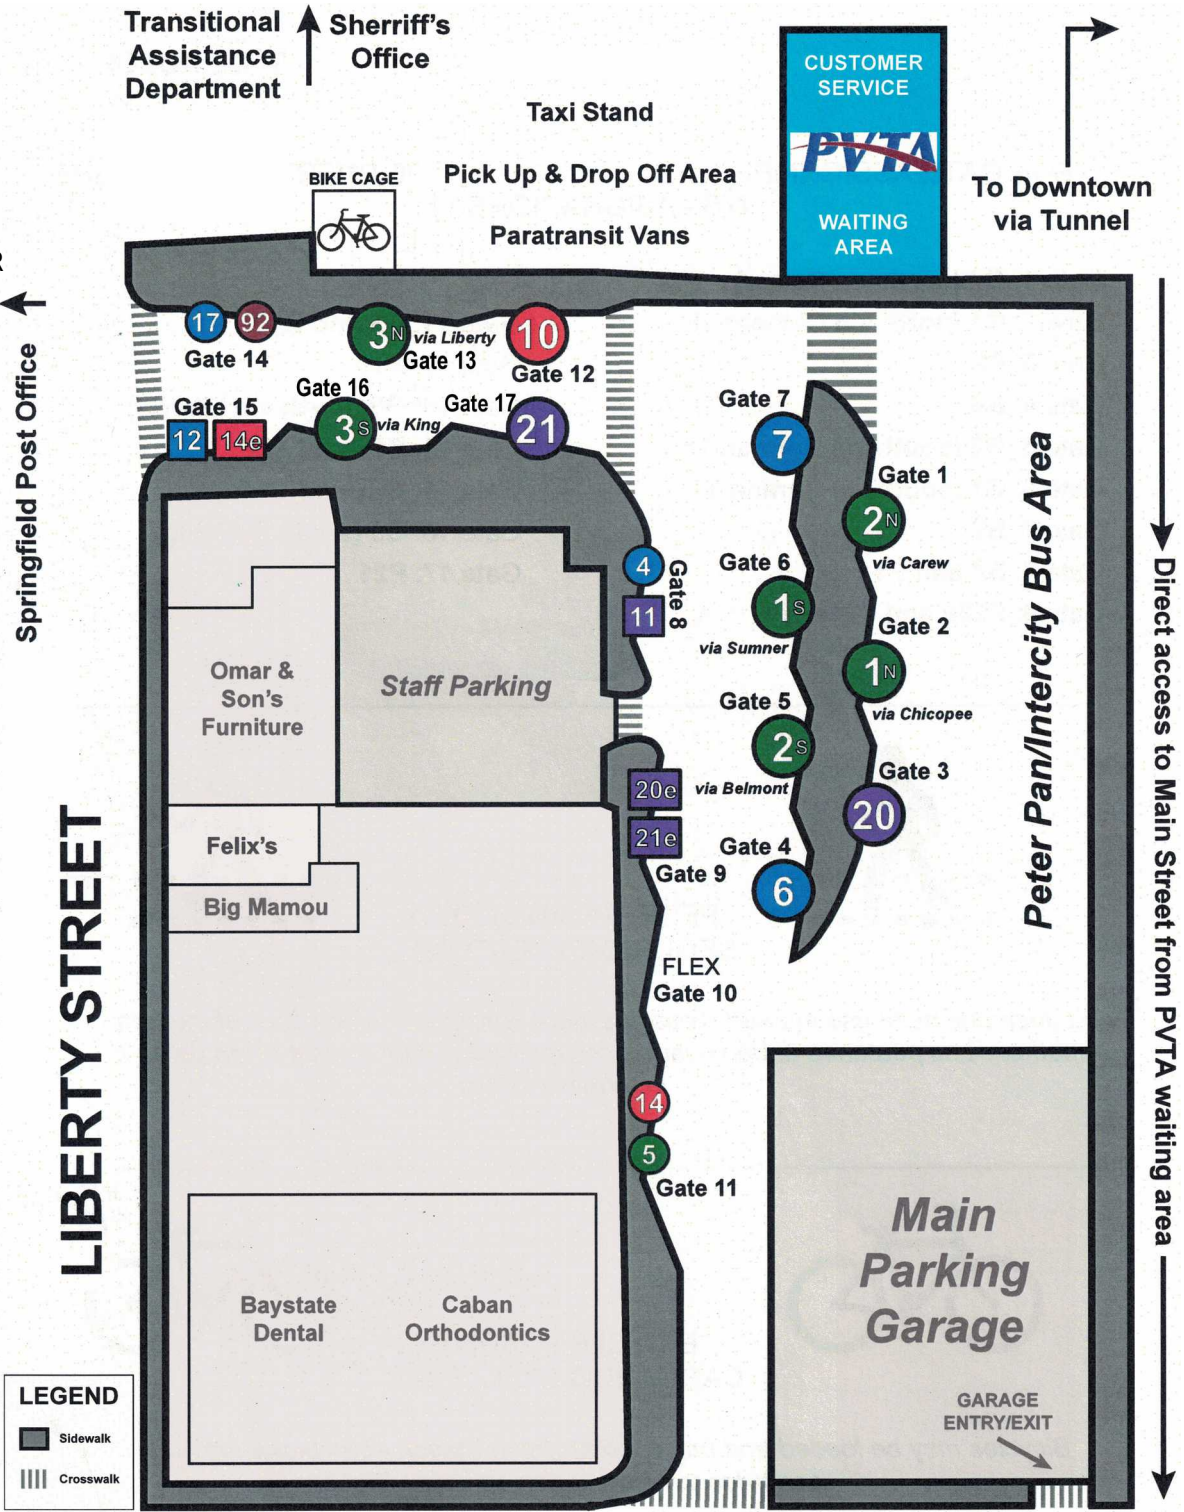 Transitional
Assistance
Department
Sherriff's
Office
CUSTOMER
SERVICE
PVTA
WAITING
AREA
Taxi Stand
Pick Up & Drop Off Area
Paratransit Vans
To Downtown
via Tunnel
BIKE CAGE
R
17
92
Gate 14
3N
via Liberty
Gate 13
10
Gate 12
Gate 15
12
14e
Gate 16
3S
via King
Gate 17
21
Springfield Post Office
Gate 7
7
Gate 1
2N
via Carew
4
11
Gate 8
Gate 6
1S
via Sumner
Gate 2
1N
via Chicopee
Gate 5
2S
via Belmont
Gate 3
20
20e
21e
Gate 9
Gate 4
6
Peter Pan/Intercity Bus Area
Direct access to Main Street from PVTA waiting area
Omar &
Son's
Furniture
Staff Parking
Felix's
Big Mamou
FLEX
Gate 10
14
5
Gate 11
LIBERTY STREET
Baystate
Dental
Caban
Orthodontics
Main
Parking
Garage
GARAGE
ENTRY/EXIT
LEGEND
Sidewalk
Crosswalk